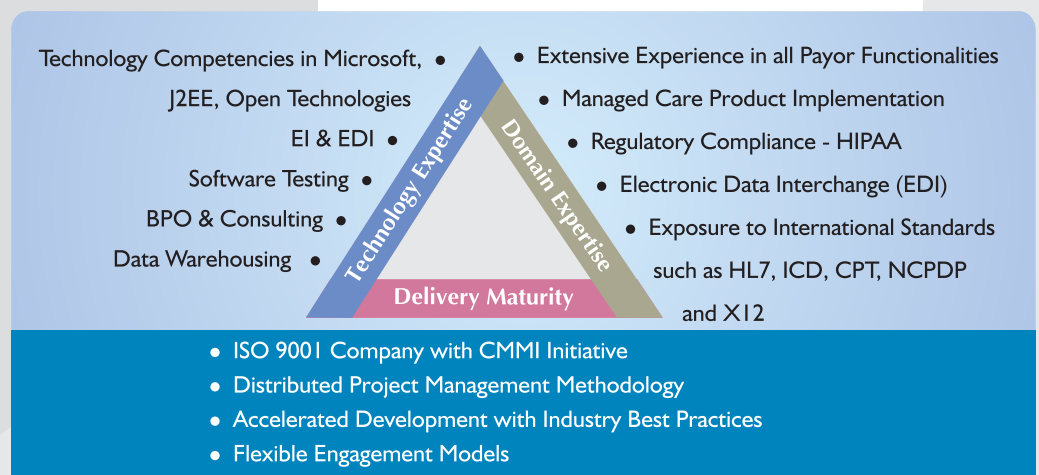 Technology Competencies in Microsoft, •
J2EE, Open Technologies
EI & EDI •
Software Testing •
BPO & Consulting •
Data Warehousing •
Technology Expertise
Domain Expertise
Delivery Maturity
• Extensive Experience in all Payor Functionalities
• Managed Care Product Implementation
• Regulatory Compliance - HIPAA
• Electronic Data Interchange (EDI)
• Exposure to International Standards
such as HL7, ICD, CPT, NCPDP
and X12
• ISO 9001 Company with CMMI Initiative
• Distributed Project Management Methodology
• Accelerated Development with Industry Best Practices
• Flexible Engagement Models